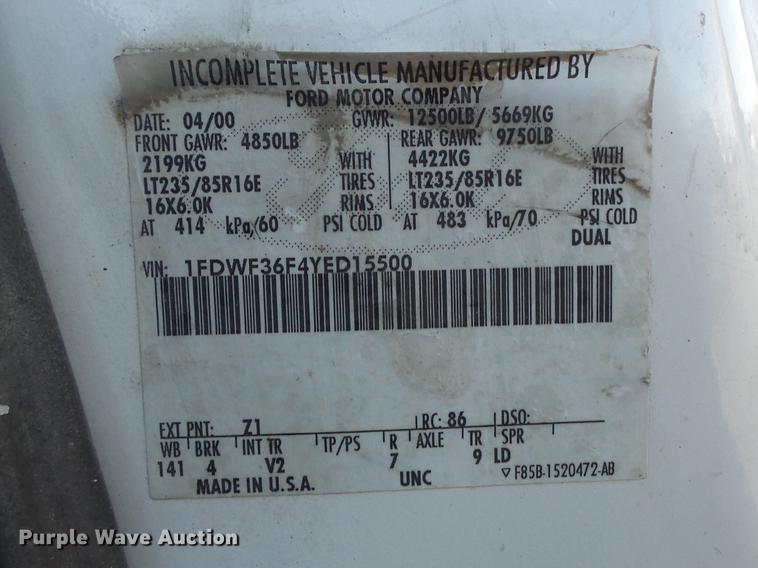 INCOMPLETE VEHICLE MANUFACTURED BY
FORD MOTOR COMPANY
DATE: 04/00 GVWR: 12500LB/ 5669KG
FRONT GAWR: 4850LB REAR GAWR: 9750LB
2199KG WITH 4422KG WITH
LT235/85R16E TIRES LT235/85R16E TIRES
16X6.0K RIMS 16X6.0K RIMS
AT 414 kPa/60 PSI COLD AT 483 kPa/70 PSI COLD
DUAL
VIN: 1FDWF36F4YED15500
EXT PNT: Z1 RC: 86 DSO:
WB BRK INT TR TP/PS R AXLE TR SPR
141 4 V2 7 9 LD
MADE IN U.S.A. UNC ▽ F85B-1520472-AB
Purple Wave Auction